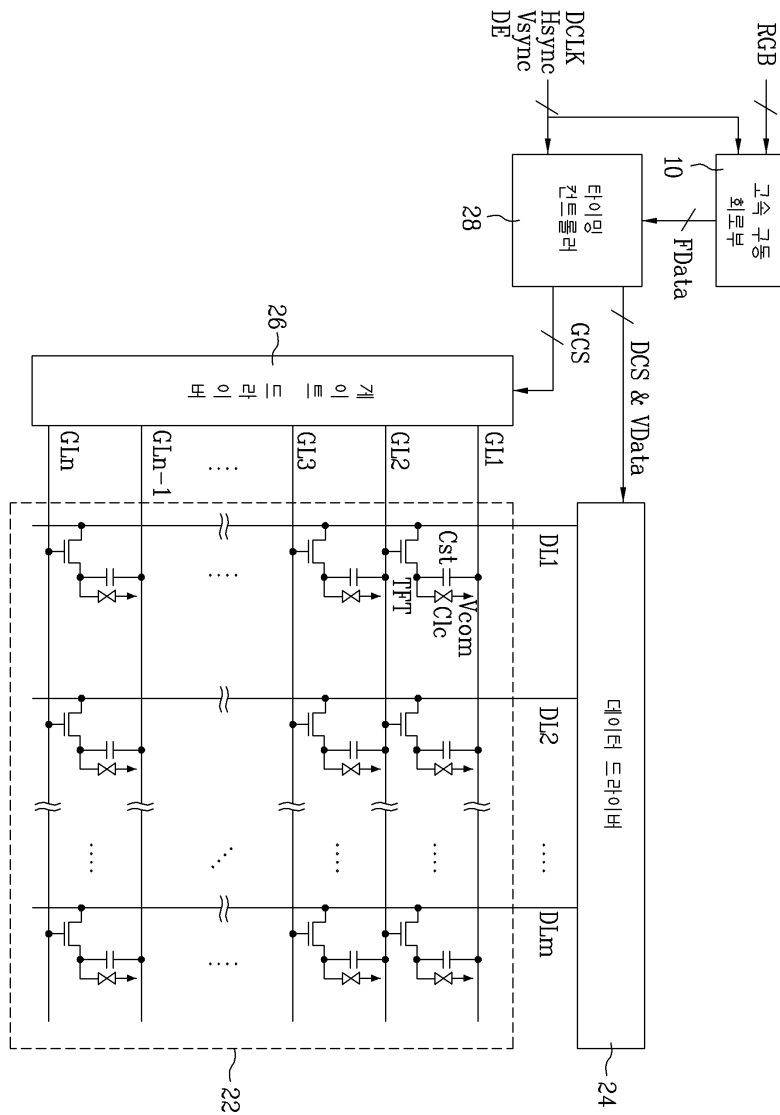 RGB
10
고속 구동
회로부
DCLK
Hsync
Vsync
DE
28
타이밍
컨트롤러
FData
GCS
DCS & VData
26
게이트 드라이버
24
데이터 드라이버
GL1
GL2
GL3
GLn-1
GLn
DL1
DL2
DLm
Cst
Vcom
Clc
TFT
22